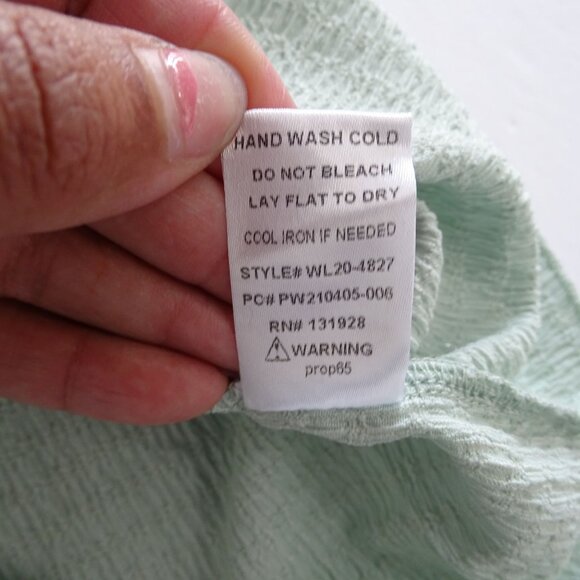 HAND WASH COLD
DO NOT BLEACH
LAY FLAT TO DRY
COOL IRON IF NEEDED
STYLE# WL20-4827
PC# PW210405-006
RN# 131928
WARNING
prop65